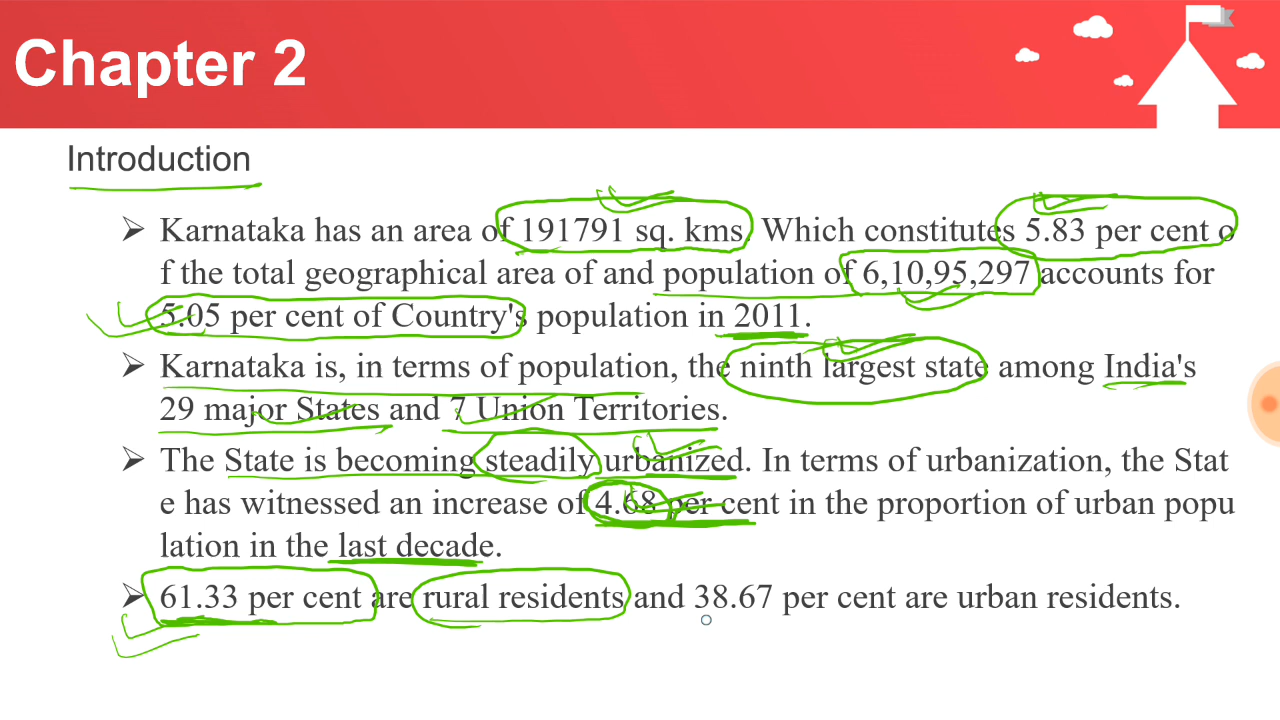 Chapter 2
Introduction
➢ Karnataka has an area of 191791 sq. kms. Which constitutes 5.83 per cent o
f the total geographical area of and population of 6,10,95,297 accounts for
5.05 per cent of Country's population in 2011.
➢ Karnataka is, in terms of population, the ninth largest state among India's
29 major States and 7 Union Territories.
➢ The State is becoming steadily urbanized. In terms of urbanization, the Stat
e has witnessed an increase of 4.68 per cent in the proportion of urban popu
lation in the last decade.
➢ 61.33 per cent are rural residents and 38.67 per cent are urban residents.